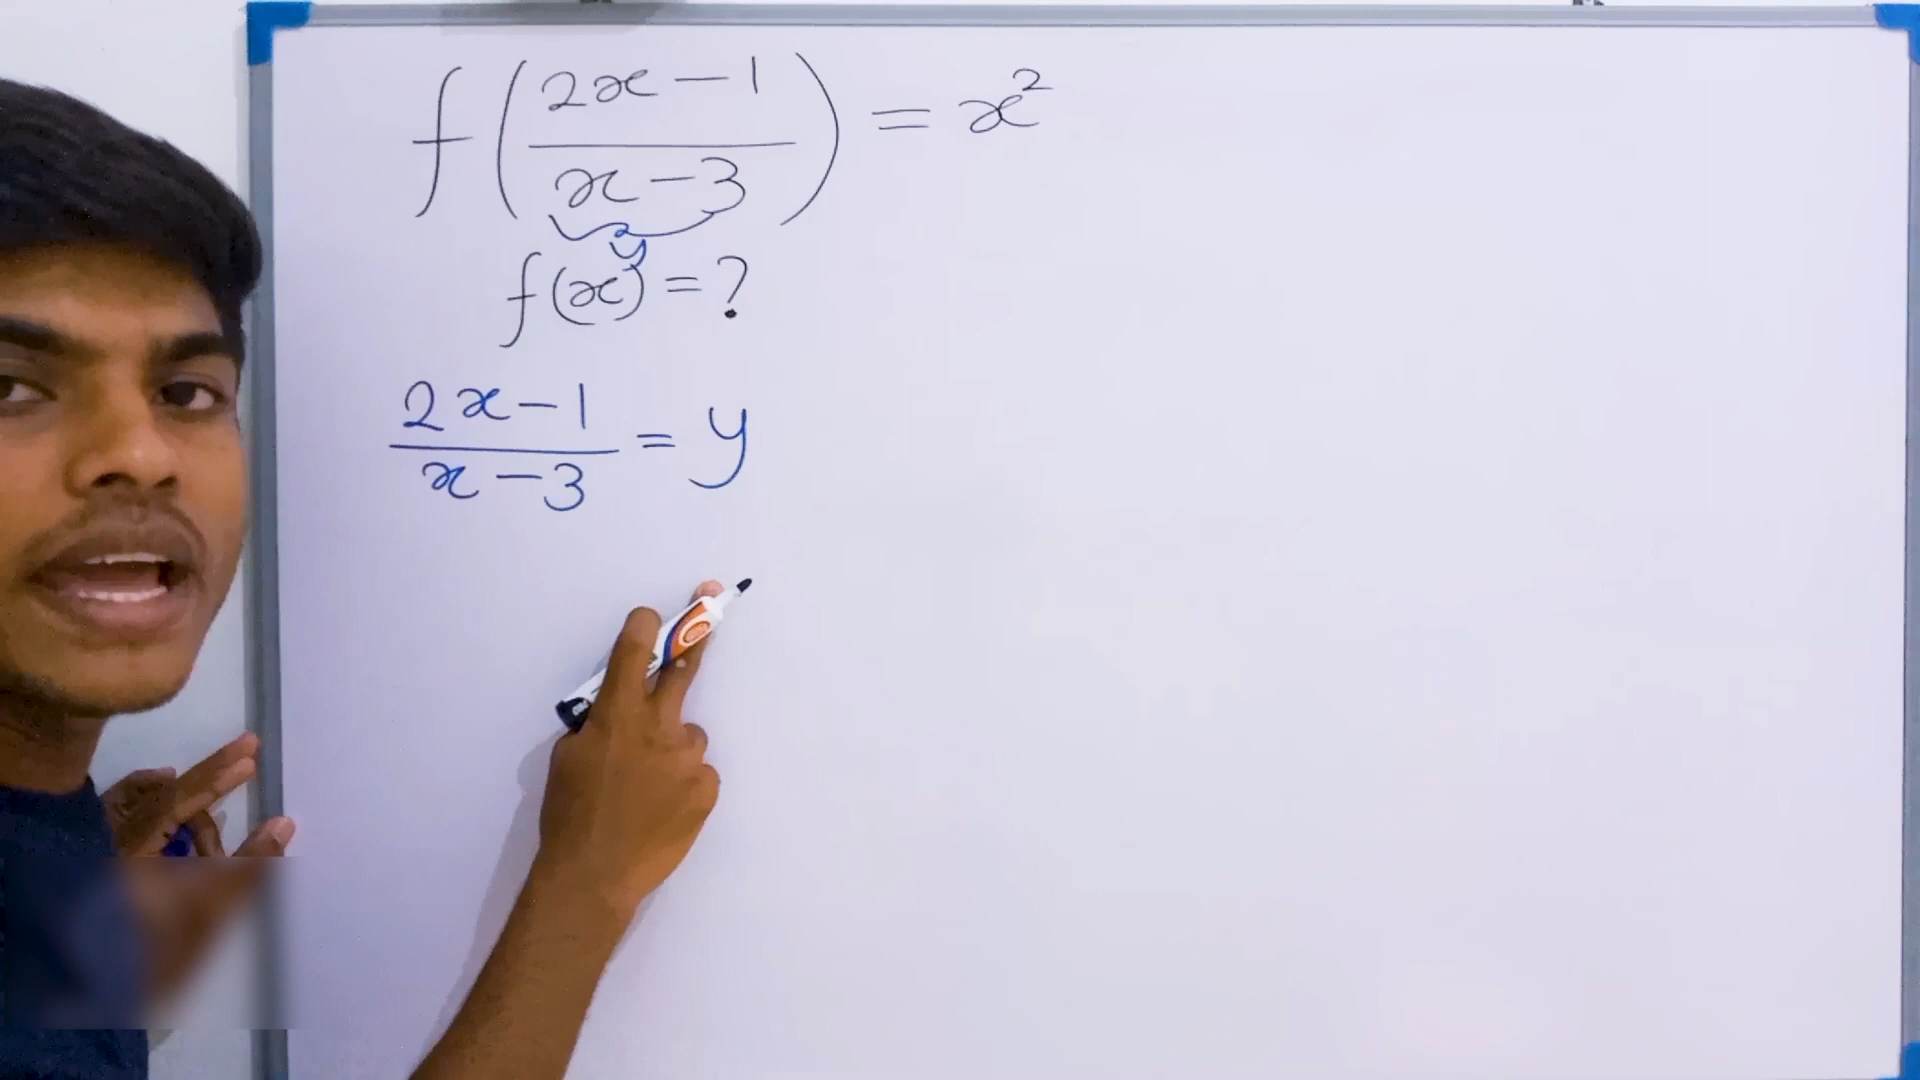 f((2x-1)/(x-3)) = x²
y
f(x) = ?
(2x-1)/(x-3) = y